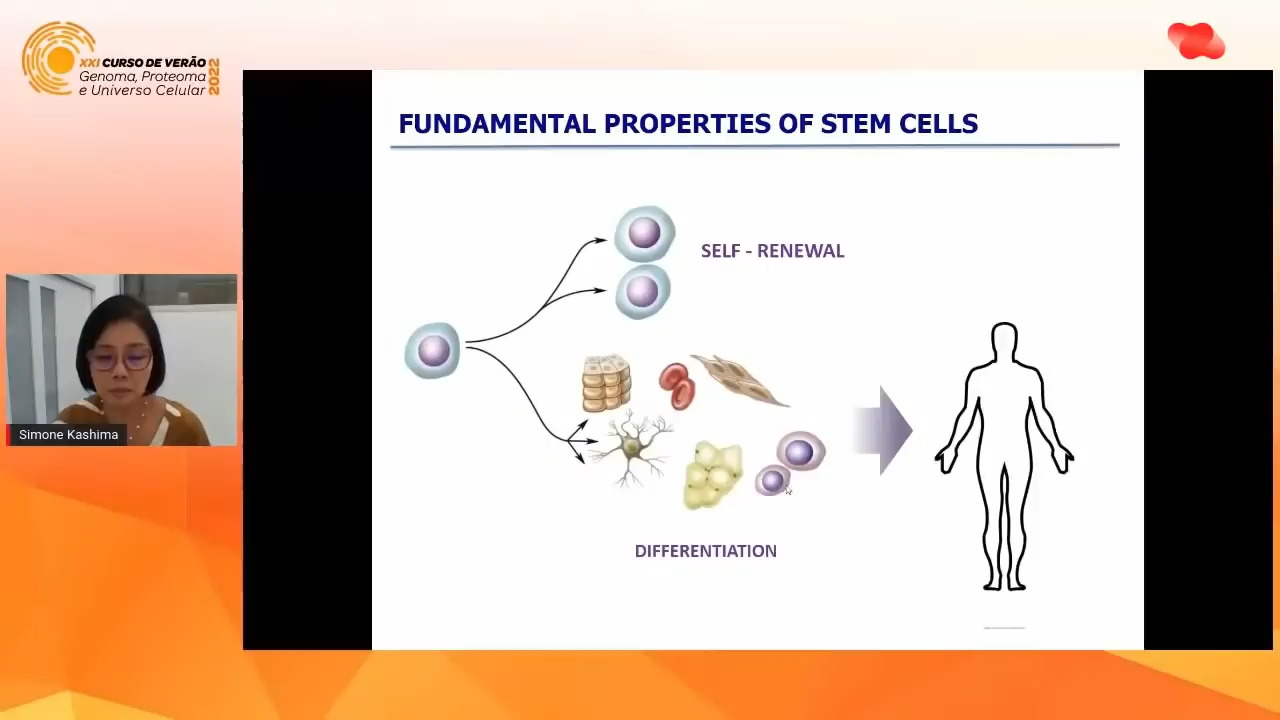 XXI CURSO DE VERÃO
Genoma, Proteoma
e Universo Celular
2022
FUNDAMENTAL PROPERTIES OF STEM CELLS
SELF - RENEWAL
DIFFERENTIATION
Simone Kashima